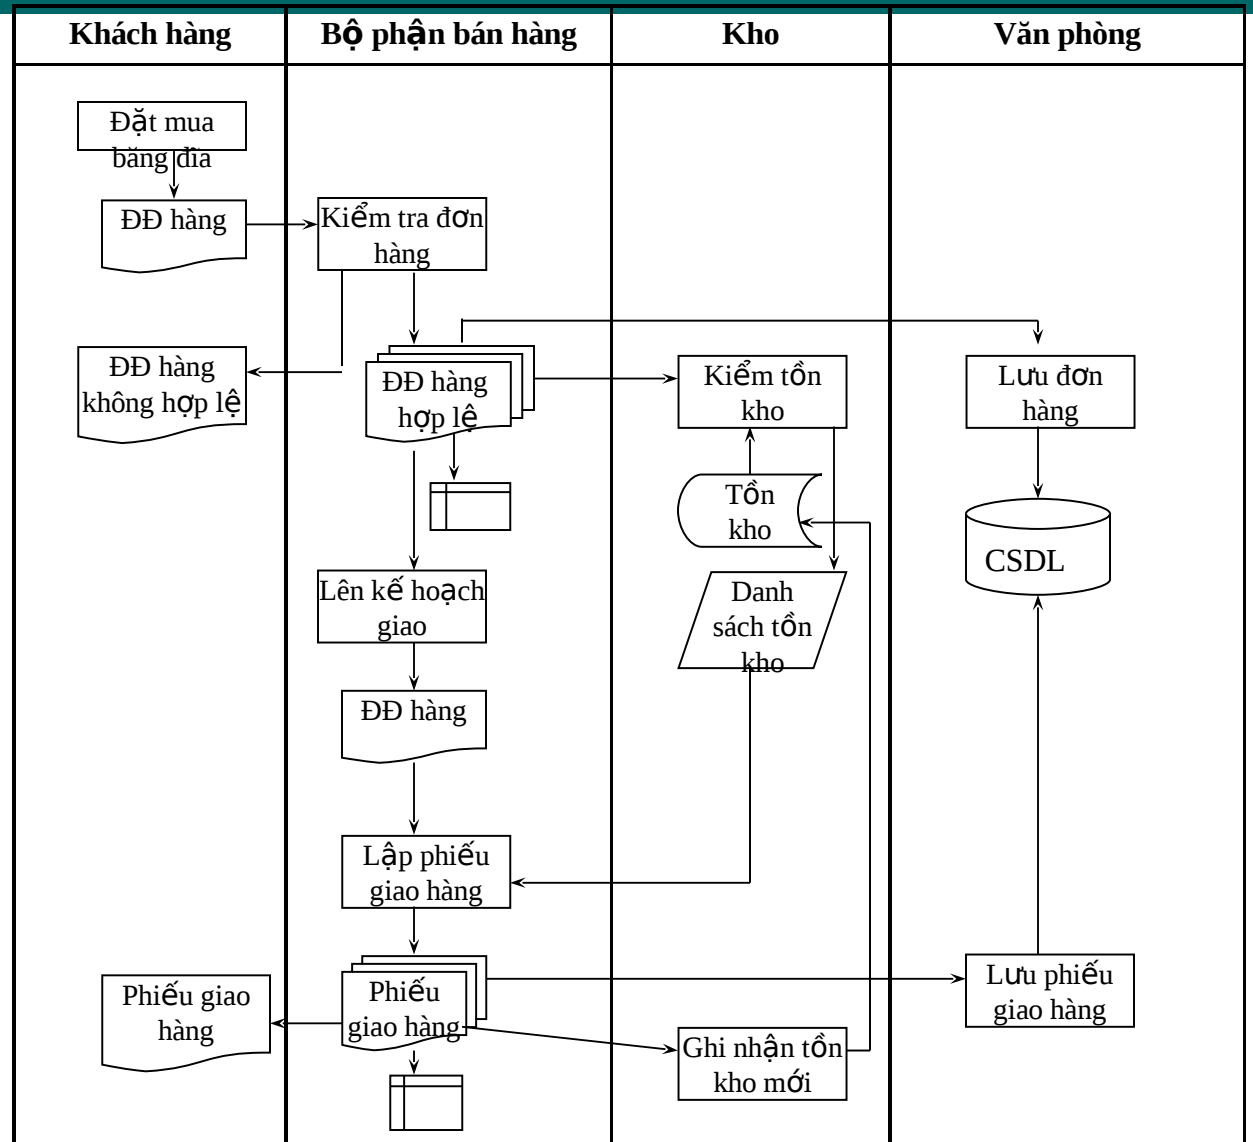 Khách hàng
Bộ phận bán hàng
Kho
Văn phòng
Đặt mua
băng đĩa
ĐĐ hàng
Kiểm tra đơn
hàng
ĐĐ hàng
không hợp lệ
ĐĐ hàng
hợp lệ
Kiểm tồn
kho
Lưu đơn
hàng
Tồn
kho
CSDL
Lên kế hoạch
giao
Danh
sách tồn
kho
ĐĐ hàng
Lập phiếu
giao hàng
Phiếu giao
hàng
Phiếu
giao hàng
Ghi nhận tồn
kho mới
Lưu phiếu
giao hàng